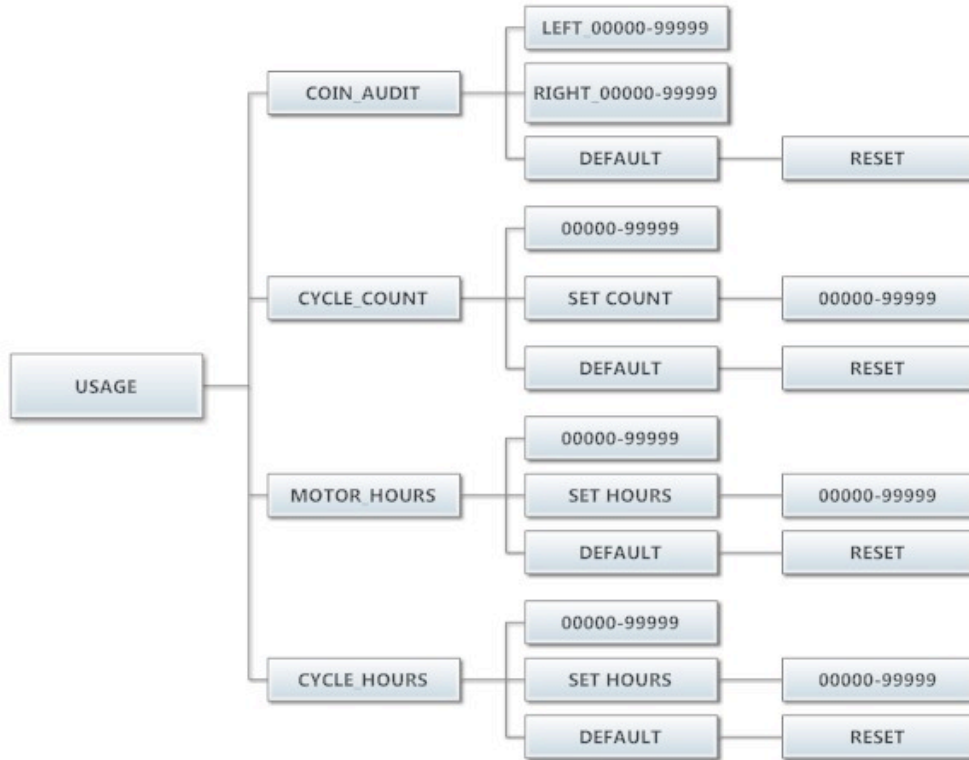 LEFT_00000-99999
COIN_AUDIT
RIGHT_00000-99999
DEFAULT
RESET
00000-99999
CYCLE_COUNT
SET COUNT
00000-99999
DEFAULT
RESET
USAGE
00000-99999
MOTOR_HOURS
SET HOURS
00000-99999
DEFAULT
RESET
00000-99999
CYCLE_HOURS
SET HOURS
00000-99999
DEFAULT
RESET